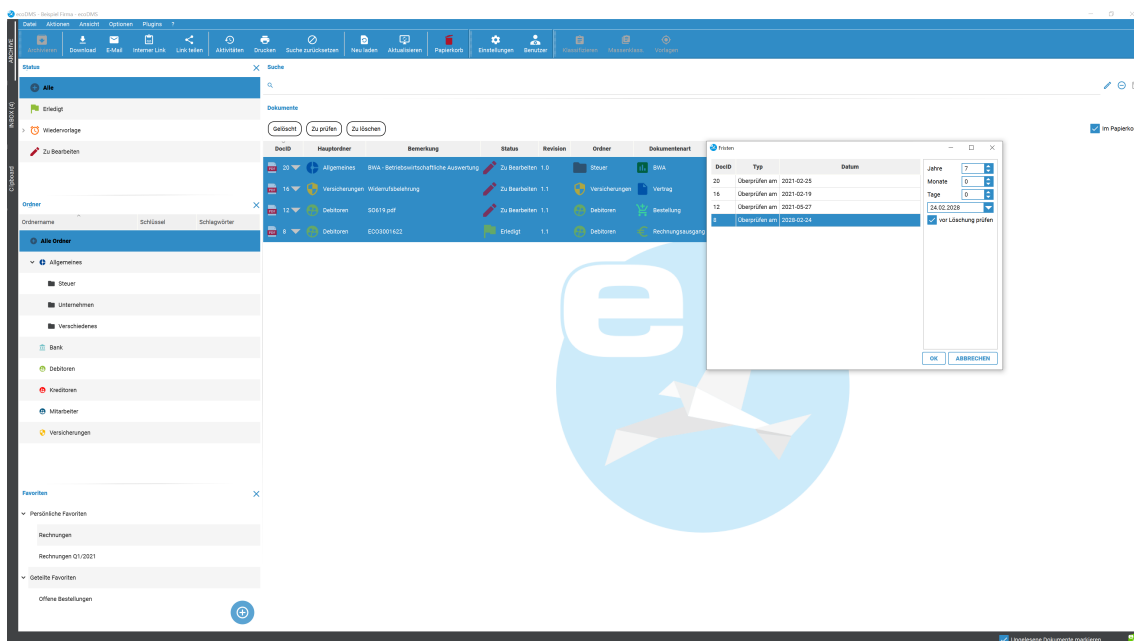 ecoDMS - Beispiel Firma - ecoDMS
Datei Aktionen Ansicht Optionen Plugins ?
Archivieren Download E-Mail Interner Link Link teilen Aktivitäten Drucken Suche zurücksetzen Neu laden Aktualisieren Papierkorb Einstellungen Benutzer Klassifizieren Massenklass. Vorlagen
ARCHIVE
INBOX (4)
Clipboard
Status
Alle
Erledigt
Wiedervorlage
Zu Bearbeiten
Ordner
Ordnername Schlüssel Schlagwörter
Alle Ordner
Allgemeines
Steuer
Unternehmen
Verschiedenes
Bank
Debitoren
Kreditoren
Mitarbeiter
Versicherungen
Favoriten
Persönliche Favoriten
Rechnungen
Rechnungen Q1/2021
Geteilte Favoriten
Offene Bestellungen
Suche
Dokumente
Gelöscht Zu prüfen Zu löschen
Im Papierko
DocID Hauptordner Bemerkung Status Revision Ordner Dokumentenart
20 Allgemeines BWA - Betriebswirtschaftliche Auswertung Zu Bearbeiten 1.0 Steuer BWA
16 Versicherungen Widerrufsbelehrung Zu Bearbeiten 1.1 Versicherungen Vertrag
12 Debitoren SO619.pdf Zu Bearbeiten 1.1 Debitoren Bestellung
8 Debitoren ECO3001622 Erledigt 1.1 Debitoren Rechnungsausgang
e
Fristen
DocID Typ Datum
20 Überprüfen am 2021-02-25
16 Überprüfen am 2021-02-19
12 Überprüfen am 2021-05-27
8 Überprüfen am 2028-02-24
Jahre 7
Monate 0
Tage 0
24.02.2028
vor Löschung prüfen
OK ABBRECHEN
Ungelesene Dokumente markieren